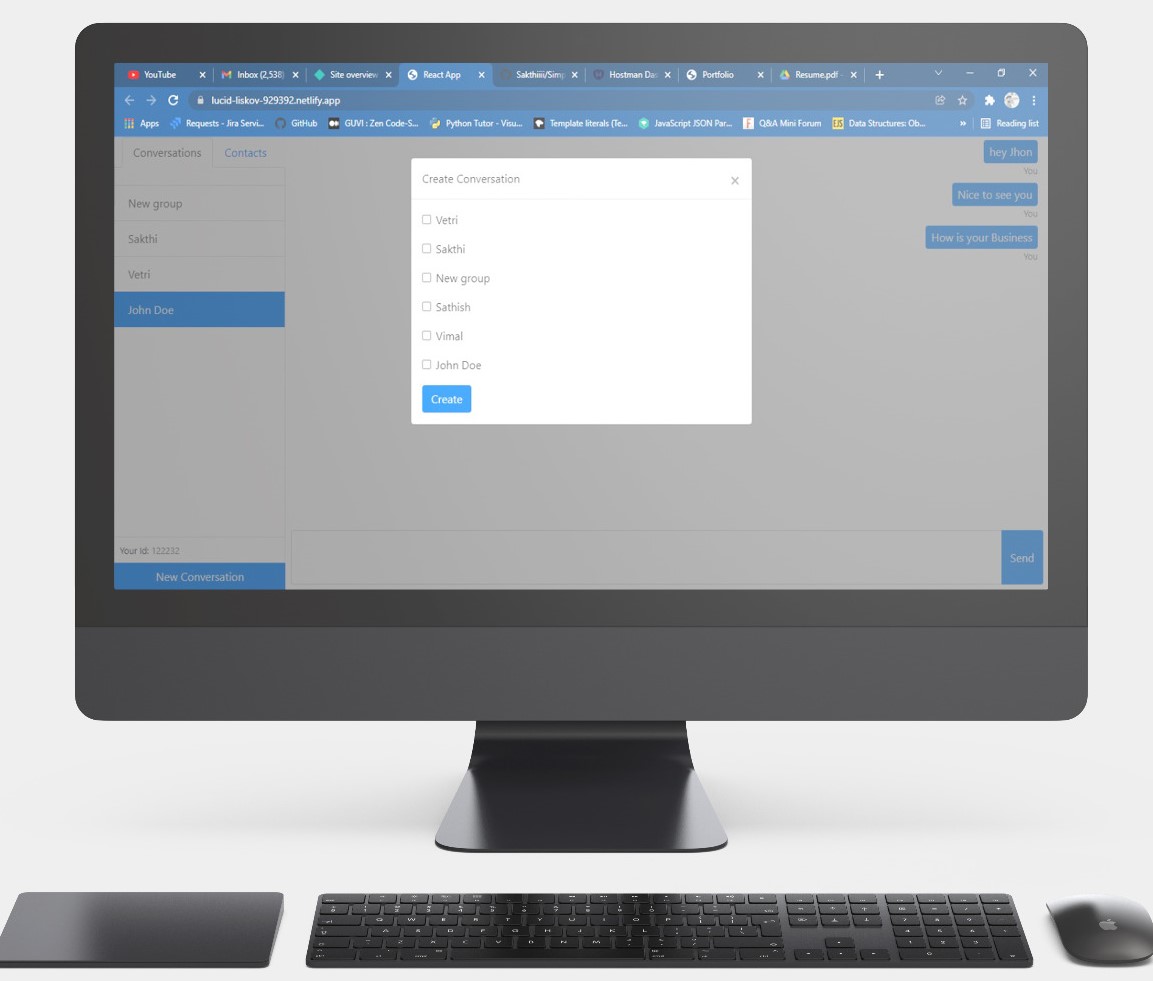 YouTube
Inbox (2,538)
Site overview
React App
Sakthiiii/Simp
Hostman Das
Portfolio
Resume.pdf -
lucid-liskov-929392.netlify.app
Apps
Requests - Jira Servi...
GitHub
GUVI : Zen Code-S...
Python Tutor - Visu...
Template literals (Te...
JavaScript JSON Par...
Q&A Mini Forum
Data Structures: Ob...
»
Reading list
Conversations
Contacts
New group
Sakthi
Vetri
John Doe
Your Id: 122232
New Conversation
Create Conversation
Vetri
Sakthi
New group
Sathish
Vimal
John Doe
Create
hey Jhon
You
Nice to see you
You
How is your Business
You
Send